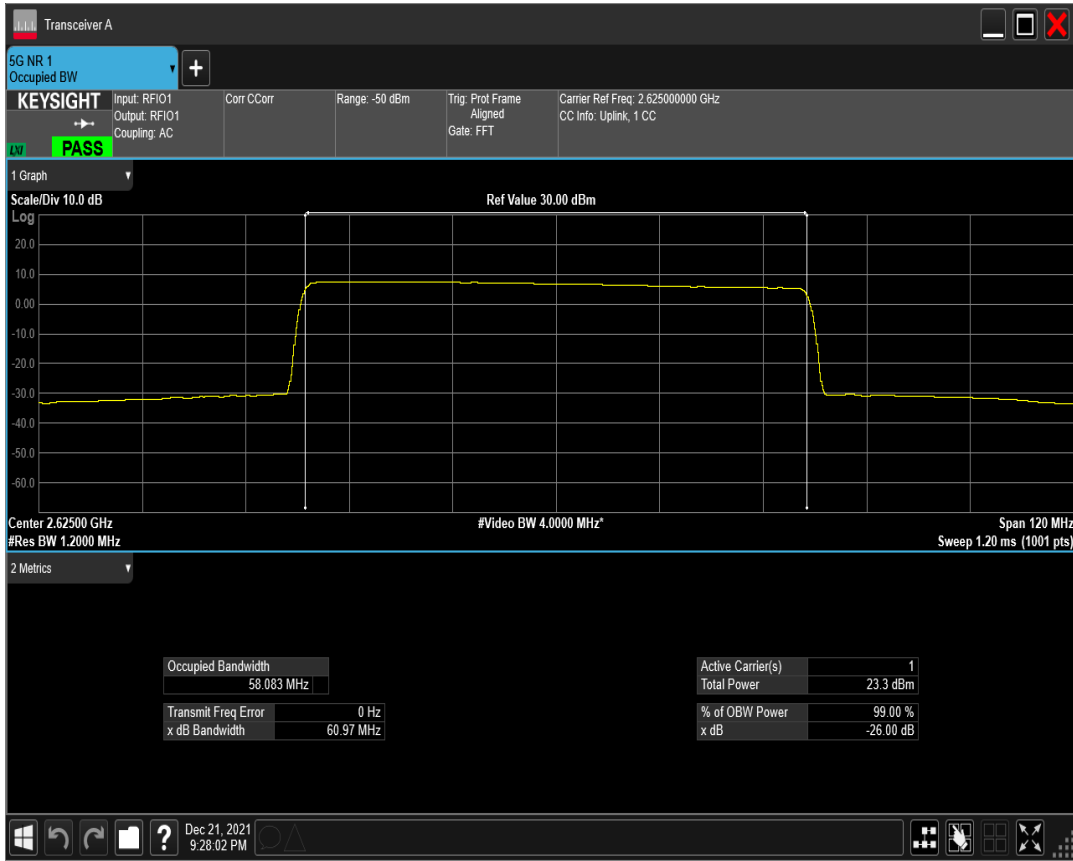 Transceiver A
5G NR 1
Occupied BW
KEYSIGHT
LXI
PASS
Input: RFIO1
Output: RFIO1
Coupling: AC
Corr CCorr
Range: -50 dBm
Trig: Prot Frame
Aligned
Gate: FFT
Carrier Ref Freq: 2.625000000 GHz
CC Info: Uplink, 1 CC
1 Graph
Scale/Div 10.0 dB
Ref Value 30.00 dBm
Log
20.0
10.0
0.00
-10.0
-20.0
-30.0
-40.0
-50.0
-60.0
Center 2.62500 GHz
#Video BW 4.0000 MHz*
Span 120 MHz
#Res BW 1.2000 MHz
Sweep 1.20 ms (1001 pts)
2 Metrics
Occupied Bandwidth
58.083 MHz
Transmit Freq Error 0 Hz
x dB Bandwidth 60.97 MHz
Active Carrier(s) 1
Total Power 23.3 dBm
% of OBW Power 99.00 %
x dB -26.00 dB
Dec 21, 2021
9:28:02 PM